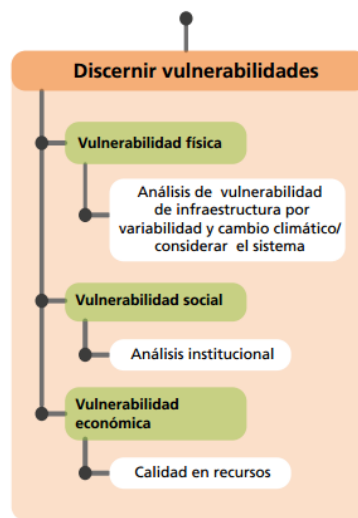 Discernir vulnerabilidades
Vulnerabilidad física
Análisis de vulnerabilidad
de infraestructura por
variabilidad y cambio climático/
considerar el sistema
Vulnerabilidad social
Análisis institucional
Vulnerabilidad
económica
Calidad en recursos